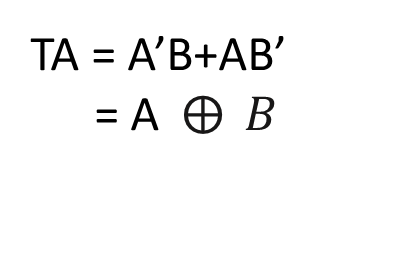 TA = A’B+AB’
= A ⊕ B